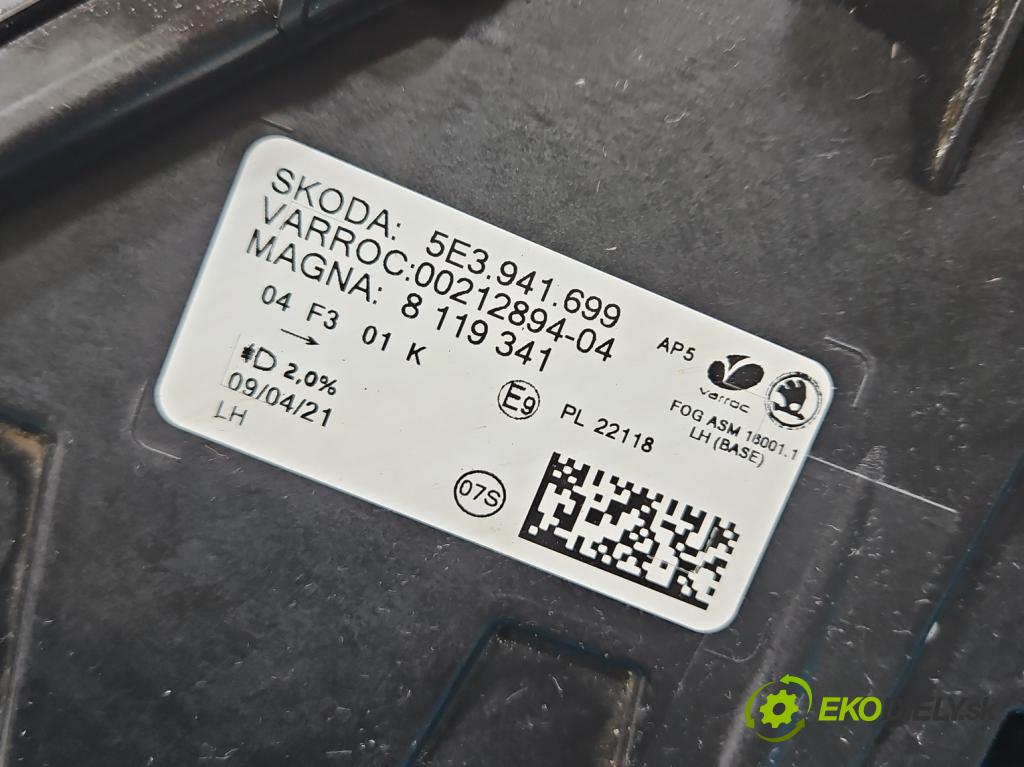 SKODA: 5E3.941.699
VARROC:00212894-04
MAGNA: 8 119 341
04 F3 01 K
AP5
D 2,0%
09/04/21
LH
E9
PL 22118
varroc
FOG ASM 18001.1
LH (BASE)
07S
EKODIELY.sk